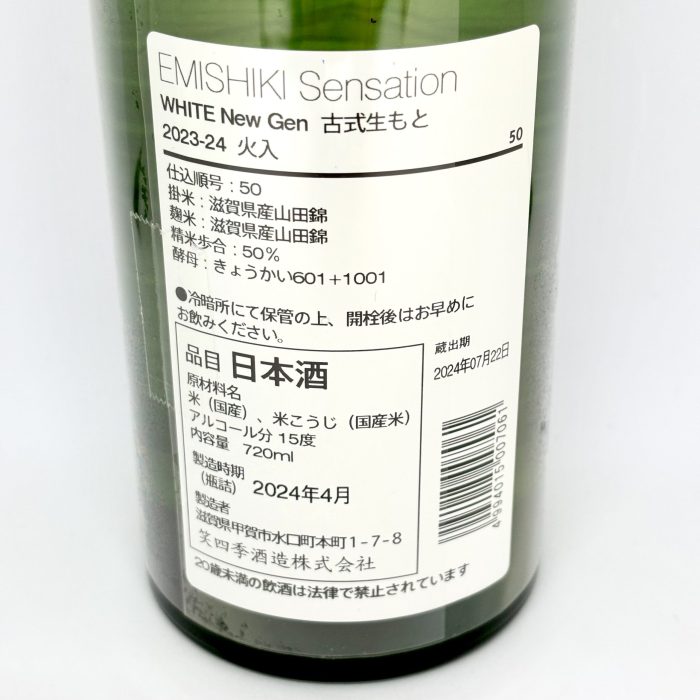 EMISHIKI Sensation
WHITE New Gen 古式生もと
2023-24 火入
50
仕込順号：50
掛米：滋賀県産山田錦
麹米：滋賀県産山田錦
精米歩合：50％
酵母：きょうかい601+1001
●冷暗所にて保管の上、開栓後はお早めに
お飲みください。
品目 日本酒
原材料名
米（国産）、米こうじ（国産米）
アルコール分 15度
内容量 720ml
製造時期
（瓶詰） 2024年4月
製造者
滋賀県甲賀市水口町本町1-7-8
笑四季酒造株式会社
蔵出期
2024年07月22日
4994015007061
20歳未満の飲酒は法律で禁止されています